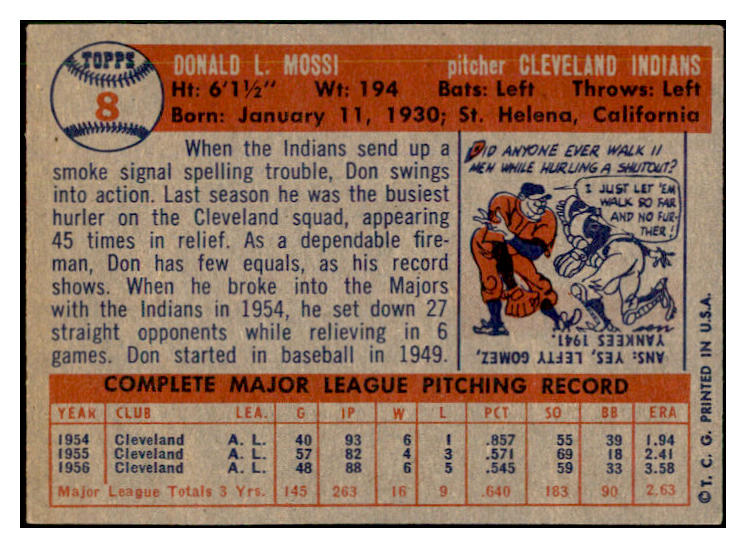 TOPPS
8
DONALD L. MOSSI pitcher CLEVELAND INDIANS
Ht: 6'1½" Wt: 194 Bats: Left Throws: Left
Born: January 11, 1930; St. Helena, California
When the Indians send up a
smoke signal spelling trouble, Don swings
into action. Last season he was the busiest
hurler on the Cleveland squad, appearing
45 times in relief. As a dependable fire-
man, Don has few equals, as his record
shows. When he broke into the Majors
with the Indians in 1954, he set down 27
straight opponents while relieving in 6
games. Don started in baseball in 1949.
DID ANYONE EVER WALK 11
MEN WHILE HURLING A SHUTOUT?
I JUST LET 'EM
WALK SO FAR
AND NO FUR-
THER!
ANS: YES, LEFTY GOMEZ,
YANKEES 1941.
COMPLETE MAJOR LEAGUE PITCHING RECORD
YEAR CLUB LEA. G IP W L PCT SO BB ERA
1954 Cleveland A. L. 40 93 6 1 .857 55 39 1.94
1955 Cleveland A. L. 57 82 4 3 .571 69 18 2.41
1956 Cleveland A. L. 48 88 6 5 .545 59 33 3.58
Major League Totals 3 Yrs. 145 263 16 9 .640 183 90 2.63
© T. C. G. PRINTED IN U.S.A.